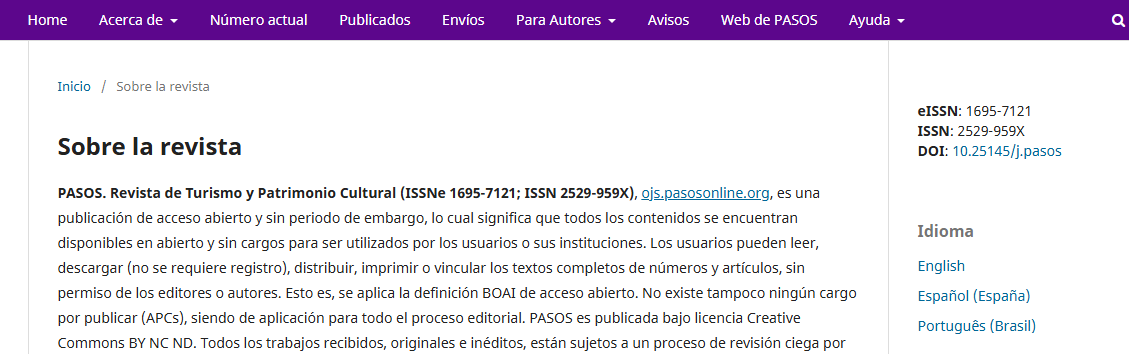 Home Acerca de Número actual Publicados Envíos Para Autores Avisos Web de PASOS Ayuda
Inicio / Sobre la revista
Sobre la revista
PASOS. Revista de Turismo y Patrimonio Cultural (ISSNe 1695-7121; ISSN 2529-959X), ojs.pasosonline.org, es una
publicación de acceso abierto y sin periodo de embargo, lo cual significa que todos los contenidos se encuentran
disponibles en abierto y sin cargos para ser utilizados por los usuarios o sus instituciones. Los usuarios pueden leer,
descargar (no se requiere registro), distribuir, imprimir o vincular los textos completos de números y artículos, sin
permiso de los editores o autores. Esto es, se aplica la definición BOAI de acceso abierto. No existe tampoco ningún cargo
por publicar (APCs), siendo de aplicación para todo el proceso editorial. PASOS es publicada bajo licencia Creative
Commons BY NC ND. Todos los trabajos recibidos, originales e inéditos, están sujetos a un proceso de revisión ciega por
eISSN: 1695-7121
ISSN: 2529-959X
DOI: 10.25145/j.pasos
Idioma
English
Español (España)
Português (Brasil)